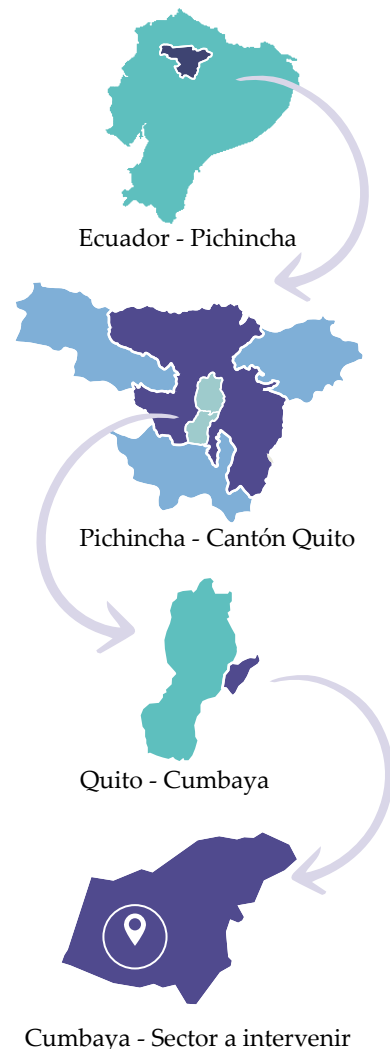 Ecuador - Pichincha
Pichincha - Cantón Quito
Quito - Cumbaya
Cumbaya - Sector a intervenir